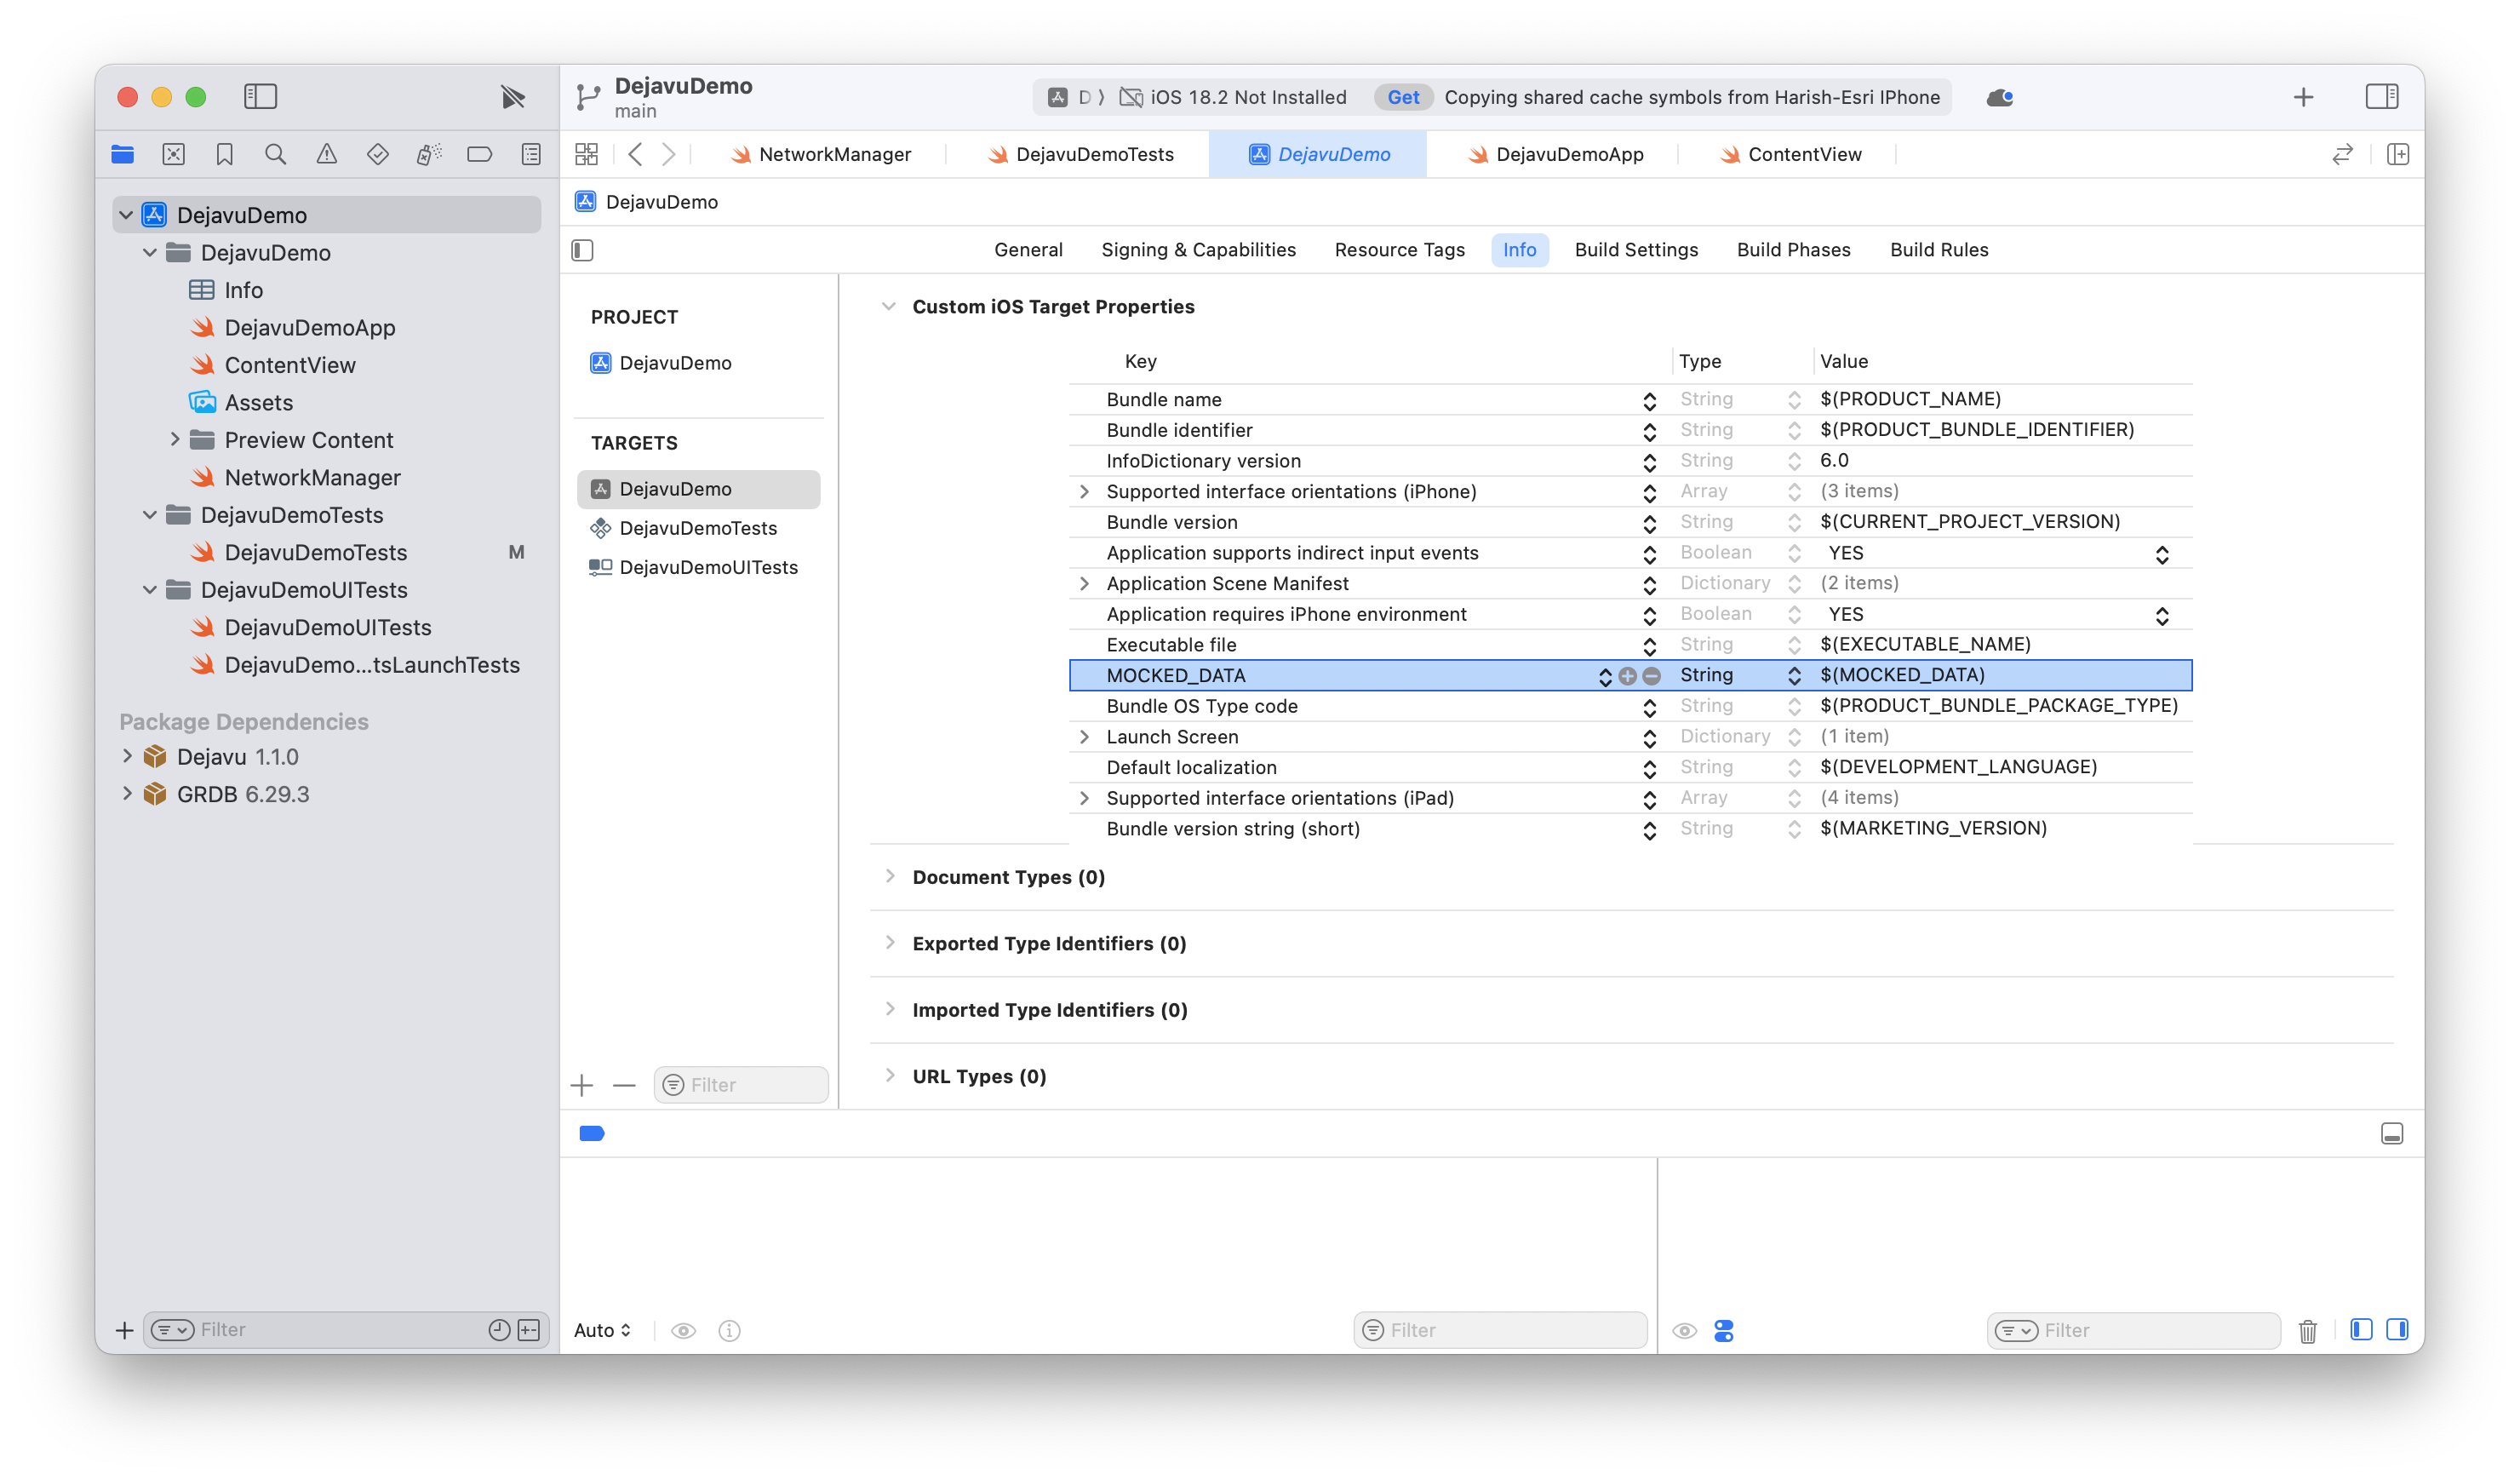 DejavuDemo
main
D
iOS 18.2 Not Installed
Get
Copying shared cache symbols from Harish-Esri IPhone
NetworkManager
DejavuDemoTests
DejavuDemo
DejavuDemoApp
ContentView
DejavuDemo
DejavuDemo
Info
DejavuDemoApp
ContentView
Assets
Preview Content
NetworkManager
DejavuDemoTests
DejavuDemoTests M
DejavuDemoUITests
DejavuDemoUITests
DejavuDemo...tsLaunchTests
Package Dependencies
Dejavu 1.1.0
GRDB 6.29.3
Filter
DejavuDemo
General
Signing & Capabilities
Resource Tags
Info
Build Settings
Build Phases
Build Rules
PROJECT
DejavuDemo
TARGETS
DejavuDemo
DejavuDemoTests
DejavuDemoUITests
Filter
Custom iOS Target Properties
Key Type Value
Bundle name String $(PRODUCT_NAME)
Bundle identifier String $(PRODUCT_BUNDLE_IDENTIFIER)
InfoDictionary version String 6.0
Supported interface orientations (iPhone) Array (3 items)
Bundle version String $(CURRENT_PROJECT_VERSION)
Application supports indirect input events Boolean YES
Application Scene Manifest Dictionary (2 items)
Application requires iPhone environment Boolean YES
Executable file String $(EXECUTABLE_NAME)
MOCKED_DATA String $(MOCKED_DATA)
Bundle OS Type code String $(PRODUCT_BUNDLE_PACKAGE_TYPE)
Launch Screen Dictionary (1 item)
Default localization String $(DEVELOPMENT_LANGUAGE)
Supported interface orientations (iPad) Array (4 items)
Bundle version string (short) String $(MARKETING_VERSION)
Document Types (0)
Exported Type Identifiers (0)
Imported Type Identifiers (0)
URL Types (0)
Auto
Filter
Filter